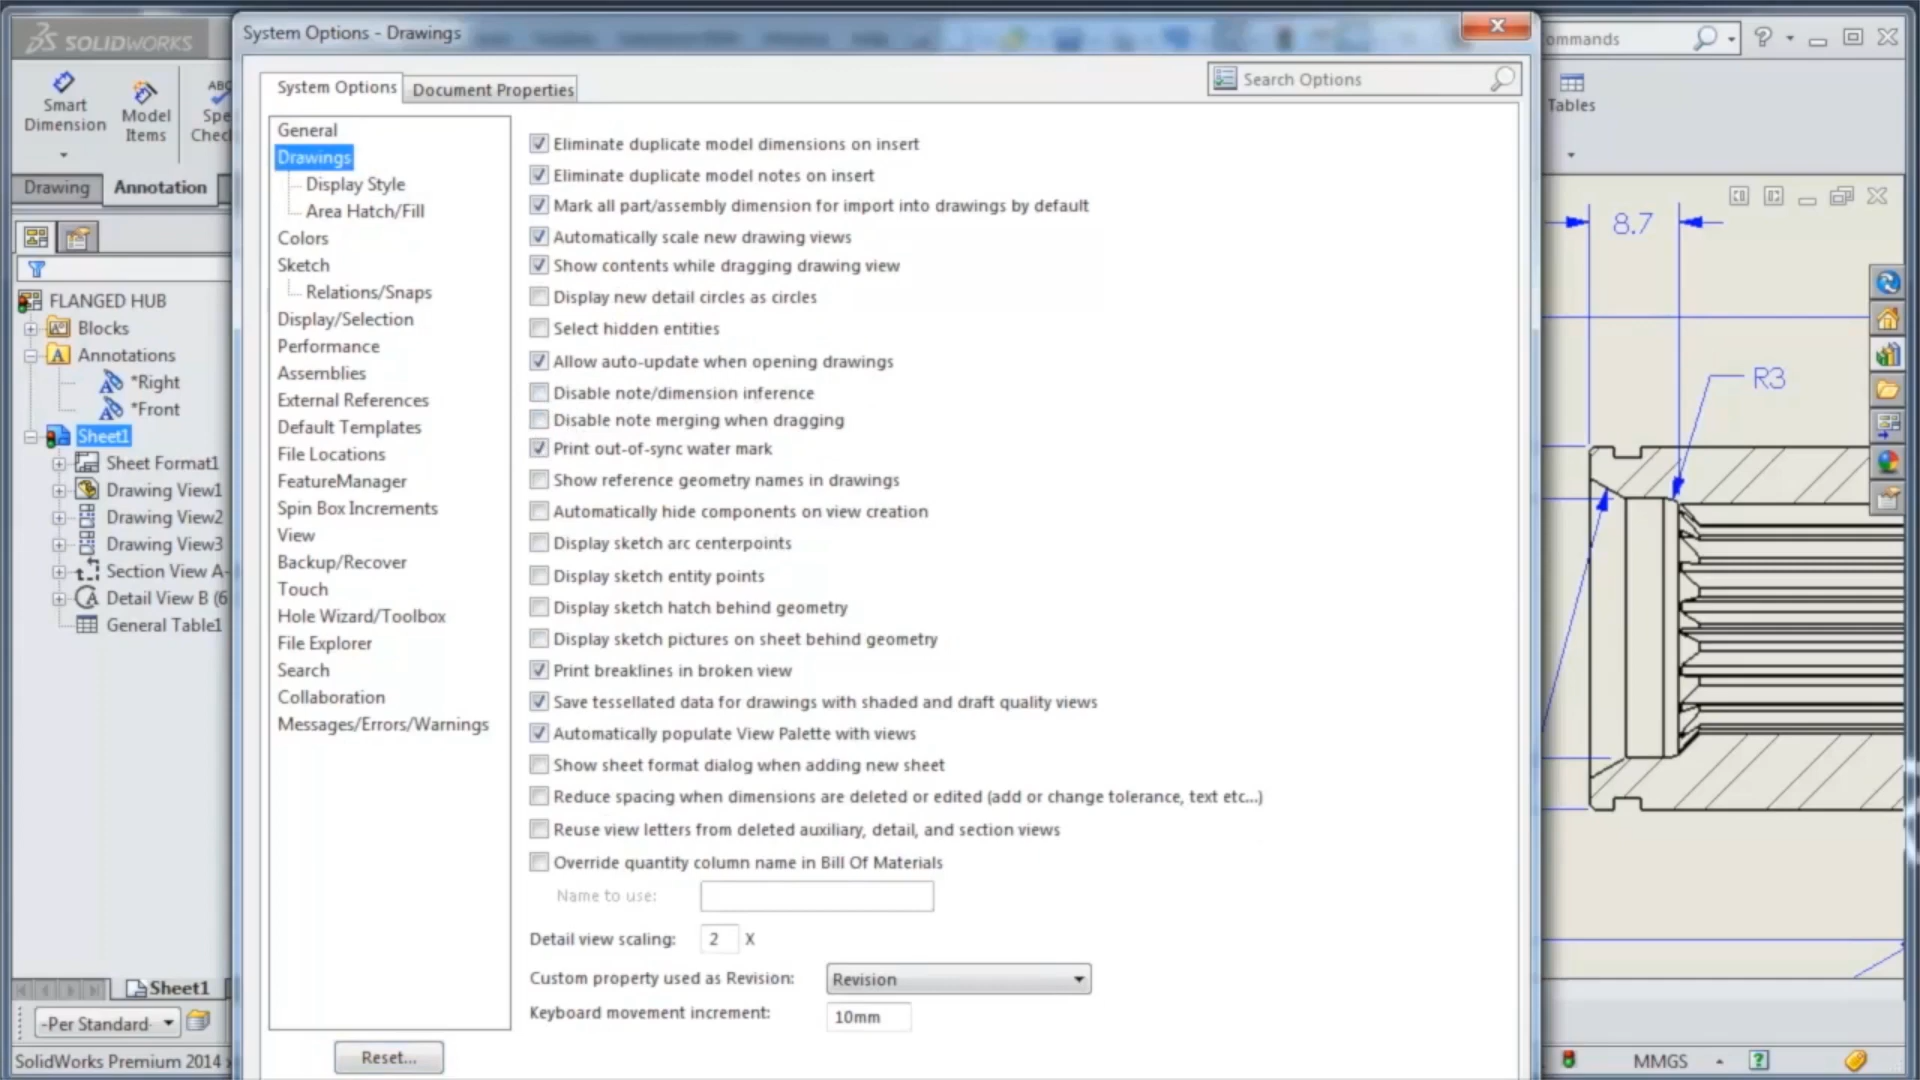 SOLIDWORKS
System Options - Drawings
ommands
Smart
Dimension
Model
Items
ABC
Spe
Chec
Tables
System Options
Document Properties
Search Options
Drawing
Annotation
General
Drawings
Display Style
Area Hatch/Fill
Colors
Sketch
Relations/Snaps
Display/Selection
Performance
Assemblies
External References
Default Templates
File Locations
FeatureManager
Spin Box Increments
View
Backup/Recover
Touch
Hole Wizard/Toolbox
File Explorer
Search
Collaboration
Messages/Errors/Warnings
Reset...
Eliminate duplicate model dimensions on insert
Eliminate duplicate model notes on insert
Mark all part/assembly dimension for import into drawings by default
Automatically scale new drawing views
Show contents while dragging drawing view
Display new detail circles as circles
Select hidden entities
Allow auto-update when opening drawings
Disable note/dimension inference
Disable note merging when dragging
Print out-of-sync water mark
Show reference geometry names in drawings
Automatically hide components on view creation
Display sketch arc centerpoints
Display sketch entity points
Display sketch hatch behind geometry
Display sketch pictures on sheet behind geometry
Print breaklines in broken view
Save tessellated data for drawings with shaded and draft quality views
Automatically populate View Palette with views
Show sheet format dialog when adding new sheet
Reduce spacing when dimensions are deleted or edited (add or change tolerance, text etc...)
Reuse view letters from deleted auxiliary, detail, and section views
Override quantity column name in Bill Of Materials
Name to use:
Detail view scaling: 2 X
Custom property used as Revision: Revision
Keyboard movement increment: 10mm
FLANGED HUB
Blocks
Annotations
*Right
*Front
Sheet1
Sheet Format1
Drawing View1
Drawing View2
Drawing View3
Section View A-
Detail View B (6
General Table1
8.7
R3
Sheet1
-Per Standard-
SolidWorks Premium 2014 x
MMGS